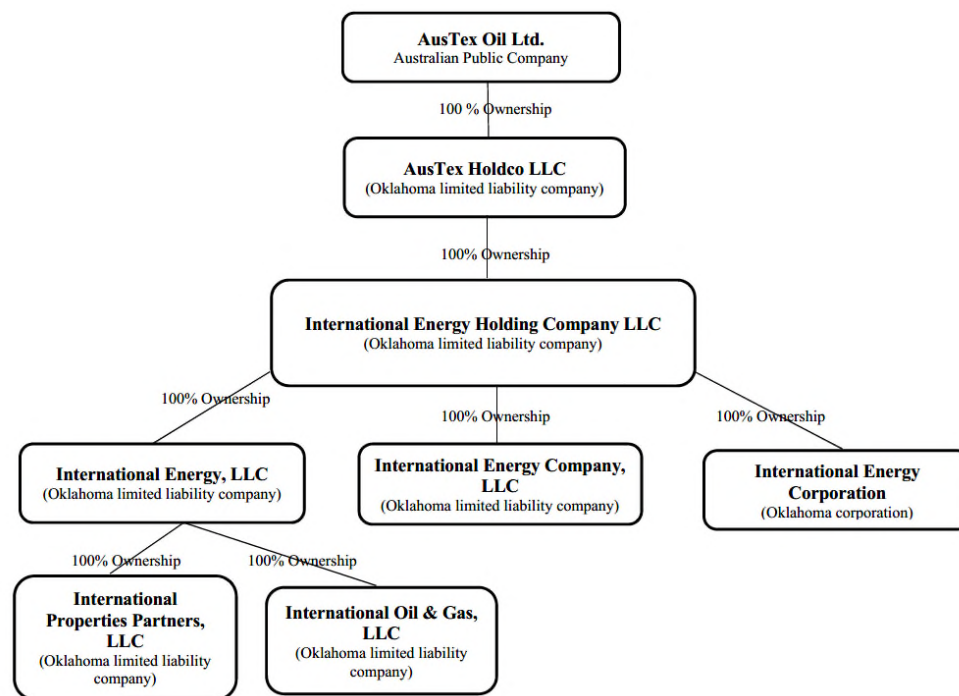 AusTex Oil Ltd.
Australian Public Company
100 % Ownership
AusTex Holdco LLC
(Oklahoma limited liability company)
100% Ownership
International Energy Holding Company LLC
(Oklahoma limited liability company)
100% Ownership
100% Ownership
100% Ownership
International Energy, LLC
(Oklahoma limited liability company)
International Energy Company,
LLC
(Oklahoma limited liability company)
International Energy
Corporation
(Oklahoma corporation)
100% Ownership
100% Ownership
International
Properties Partners,
LLC
(Oklahoma limited liability
company)
International Oil & Gas,
LLC
(Oklahoma limited liability
company)